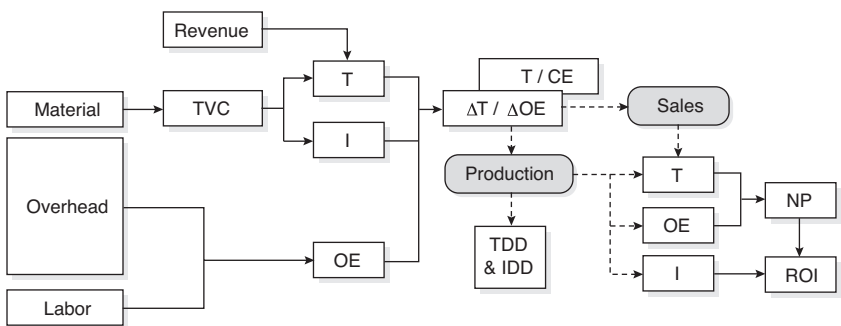 Revenue
T
T / CE
Material
TVC
ΔT / ΔOE
Sales
I
Production
T
Overhead
NP
OE
TDD
& IDD
OE
I
ROI
Labor